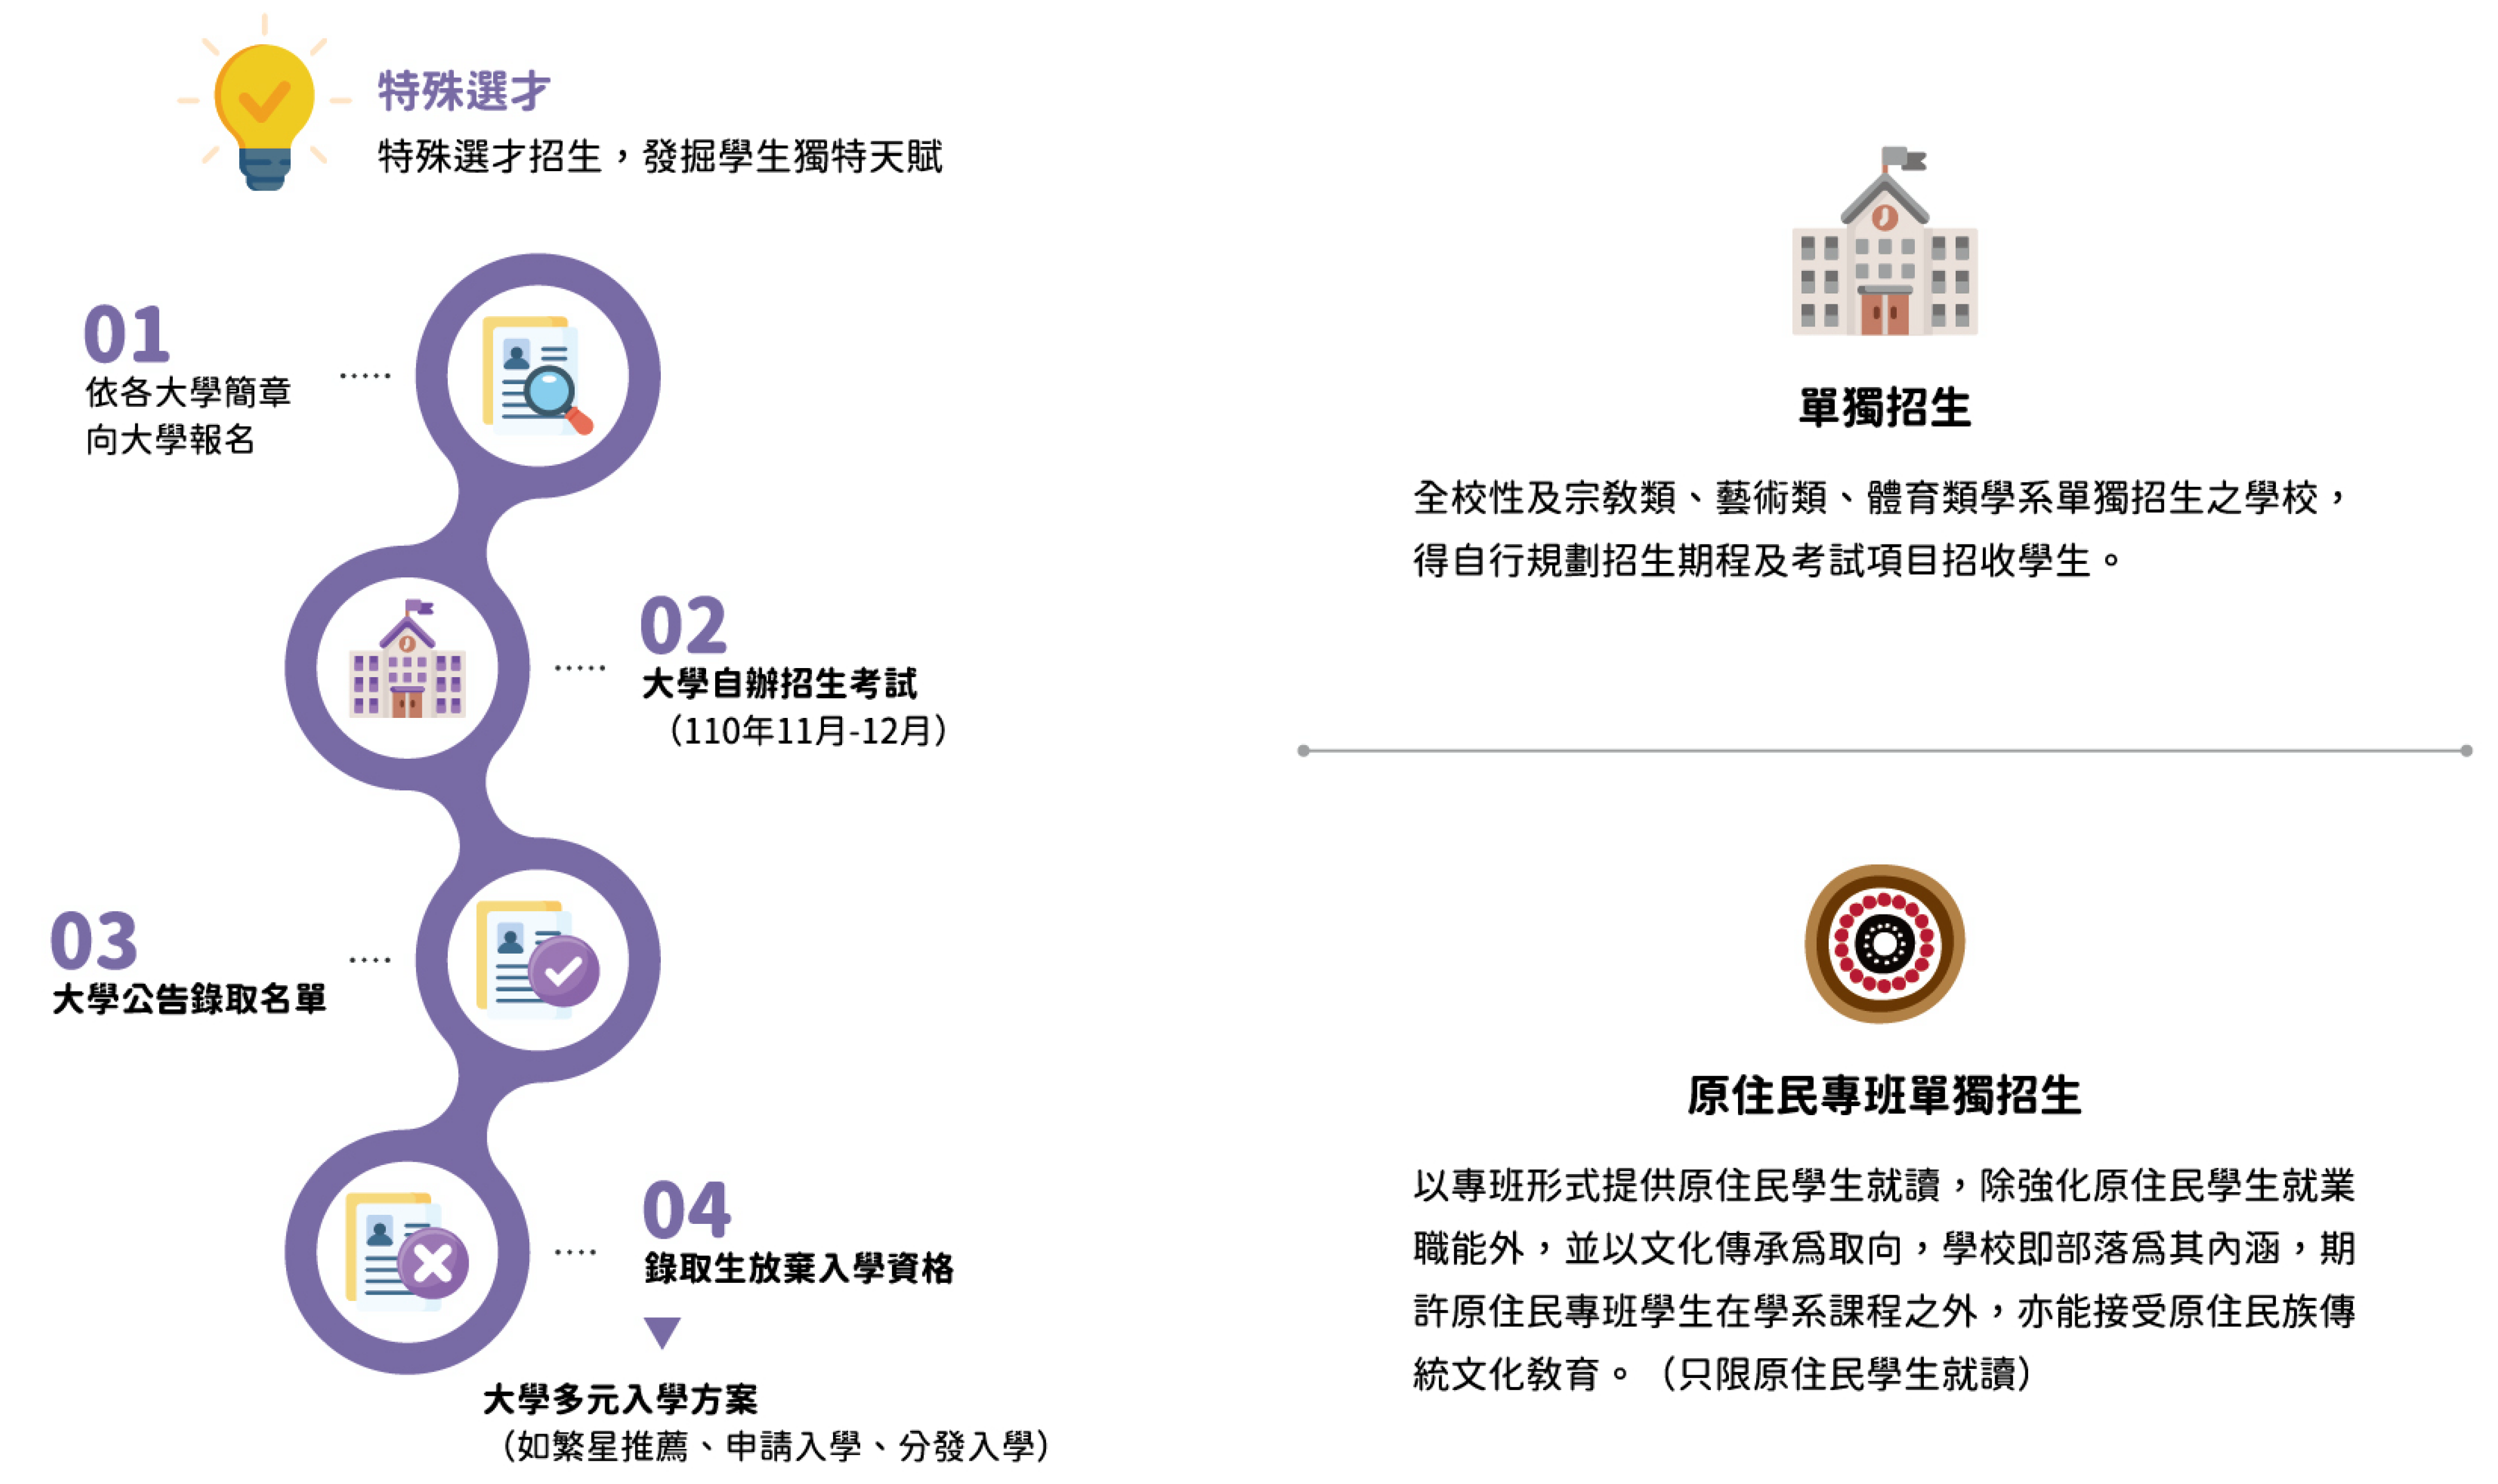 特殊選才
特殊選才招生，發掘學生獨特天賦
01
依各大學簡章
向大學報名
02
大學自辦招生考試
（110年11月-12月）
03
大學公告錄取名單
04
錄取生放棄入學資格
大學多元入學方案
（如繁星推薦、申請入學、分發入學）
單獨招生
全校性及宗教類、藝術類、體育類學系單獨招生之學校，
得自行規劃招生期程及考試項目招收學生。
原住民專班單獨招生
以專班形式提供原住民學生就讀，除強化原住民學生就業
職能外，並以文化傳承爲取向，學校即部落爲其內涵，期
許原住民專班學生在學系課程之外，亦能接受原住民族傳
統文化教育。（只限原住民學生就讀）